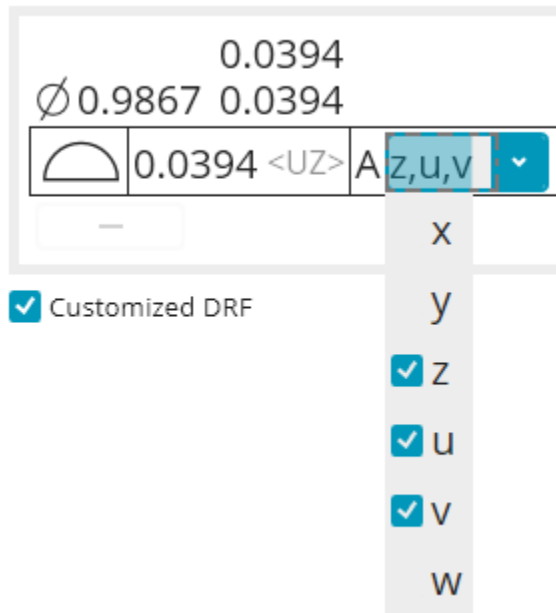 0.0394
∅ 0.9867 0.0394
0.0394 <UZ> A z,u,v
x
y
Customized DRF
z
u
v
w